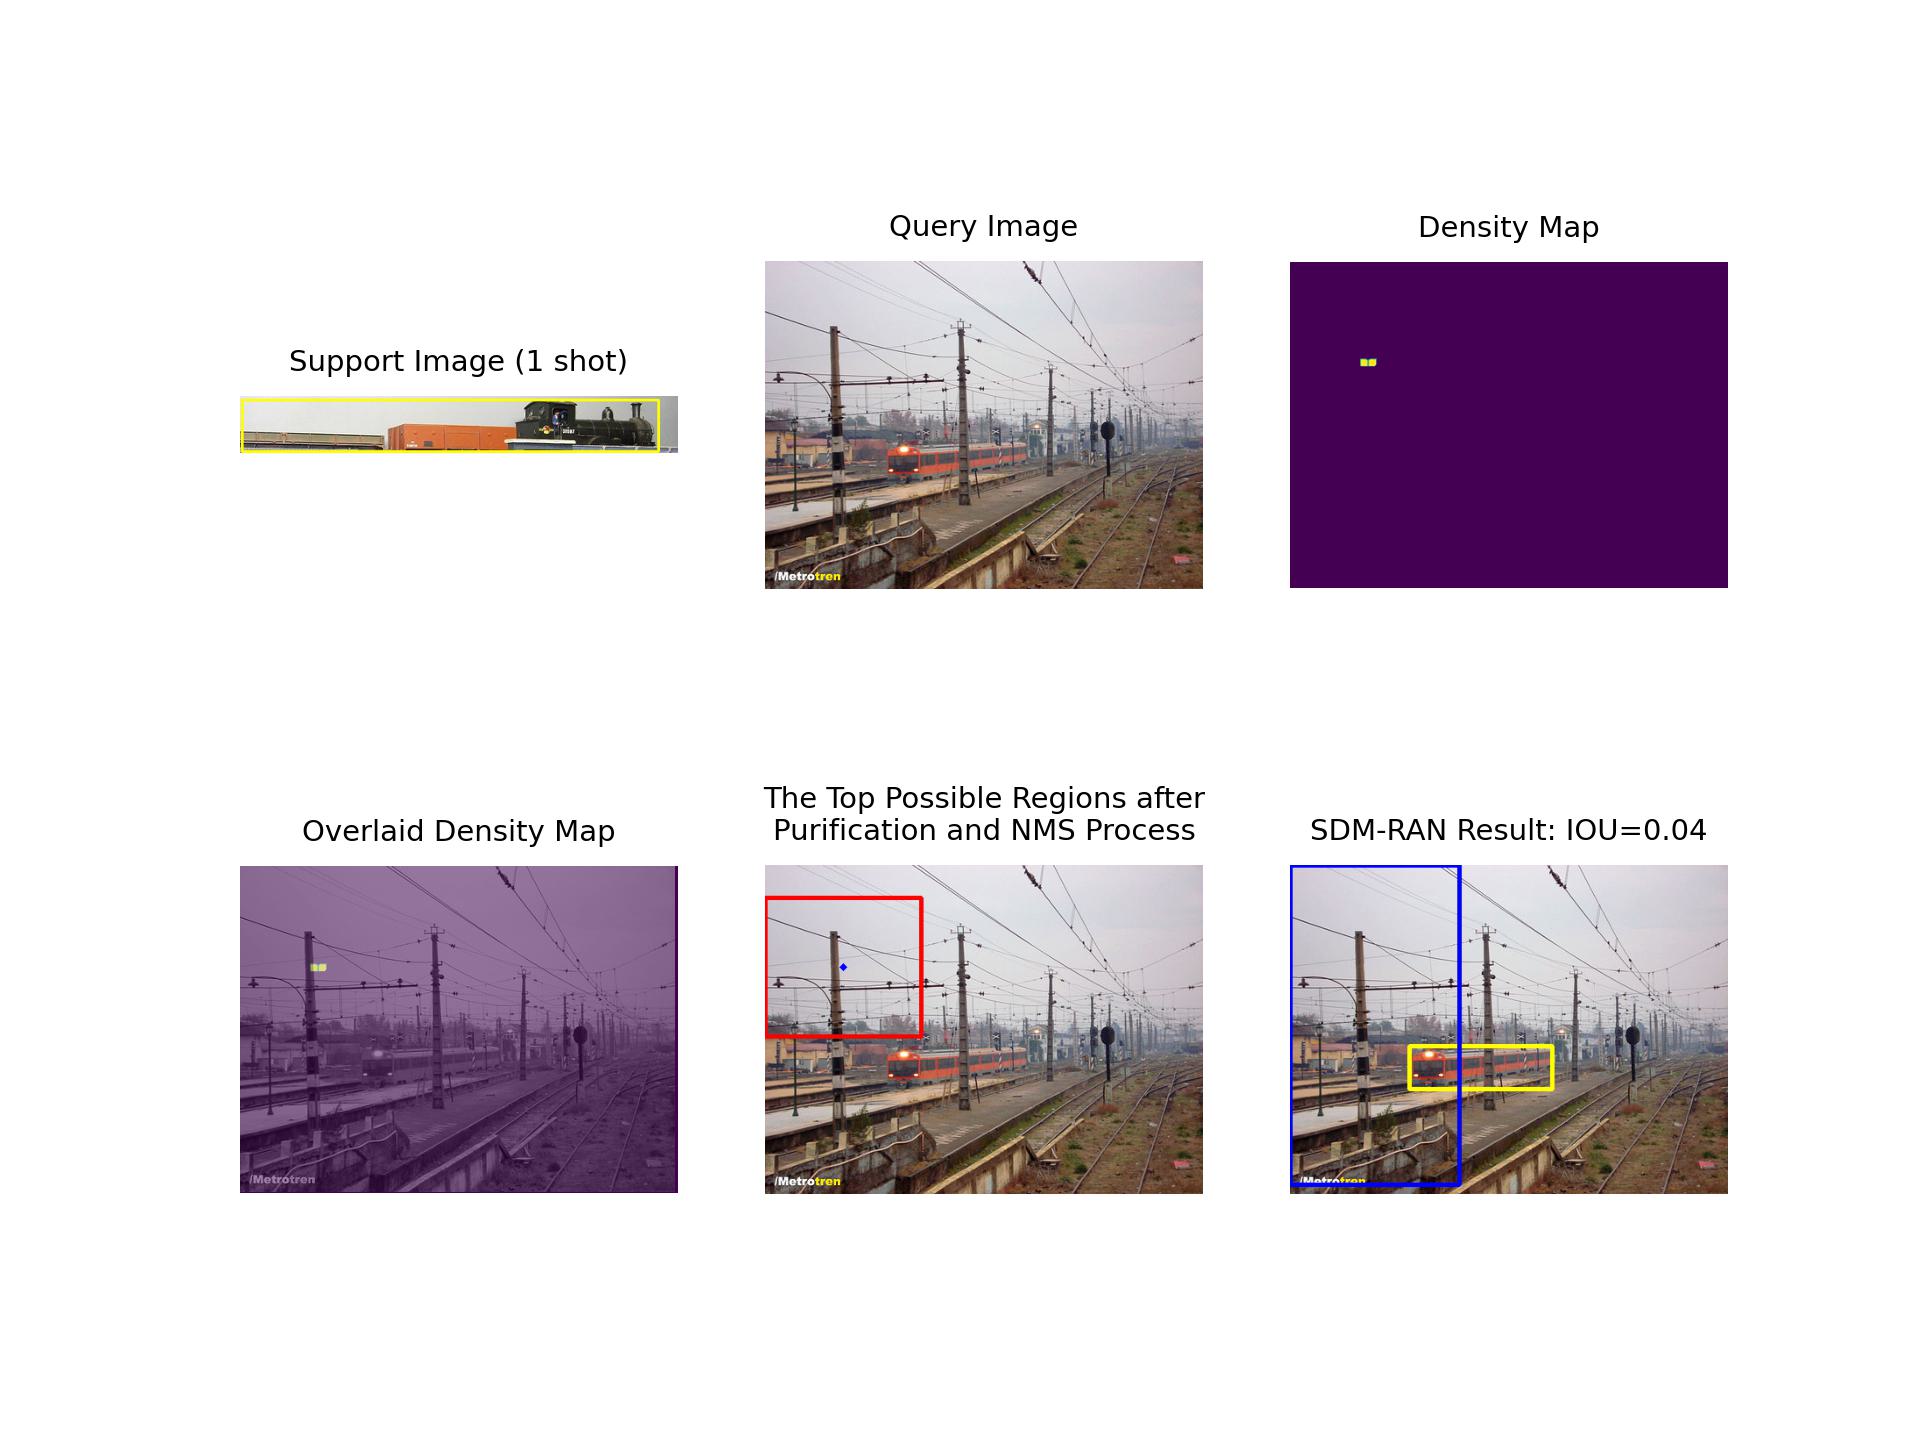 Query Image
Density Map
Support Image (1 shot)
/Metrotren
Overlaid Density Map
The Top Possible Regions after
Purification and NMS Process
SDM-RAN Result: IOU=0.04
/Metrotren
/Metrotren
/Metrotren